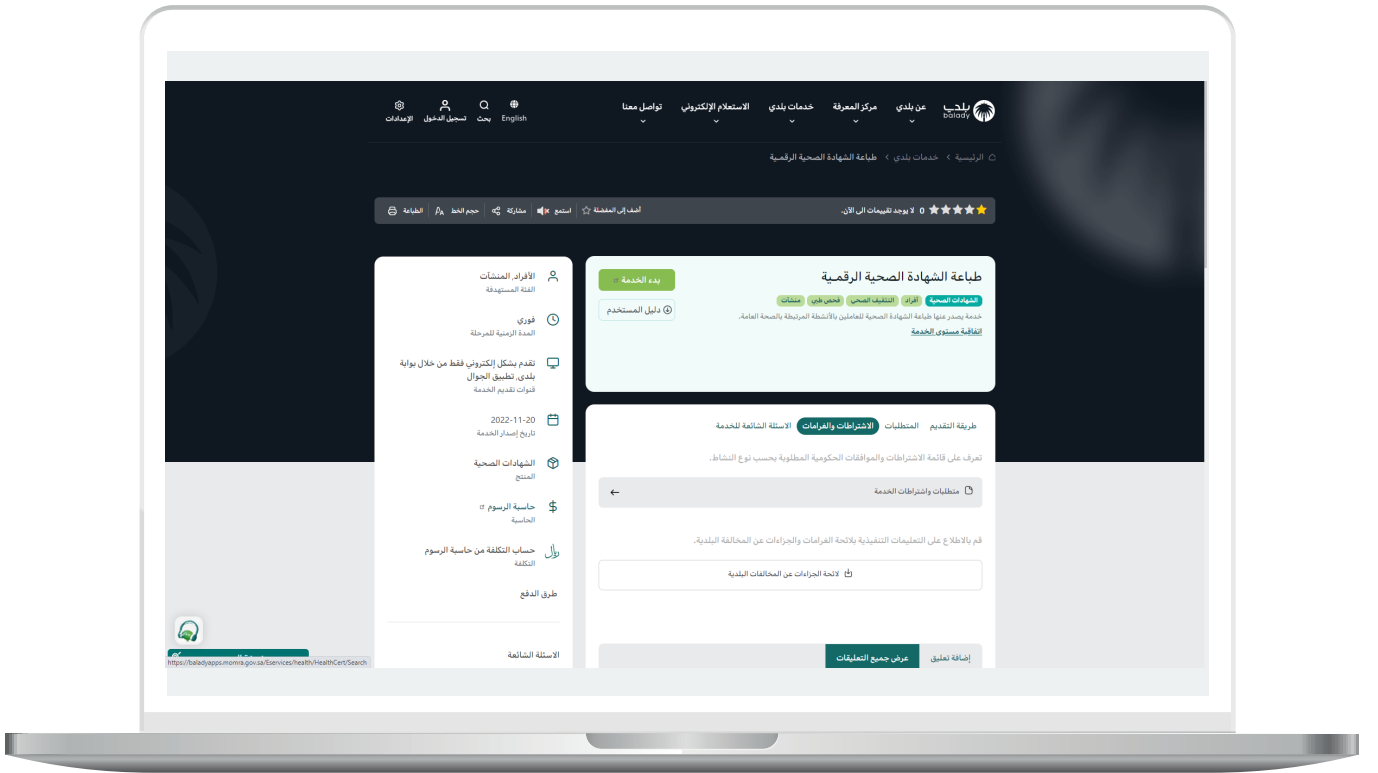 بلدي
balady
عن بلدي
مركز المعرفة
خدمات بلدي
الاستعلام الإلكتروني
تواصل معنا
English
بحث
تسجيل الدخول
الإعدادات
الرئيسية > خدمات بلدي > طباعة الشهادة الصحية الرقمـية
0 لا يوجد تقييمات الى الآن.
أضف إلى المفضلة
استمع
مشاركة
حجم الخط
الطباعة
طباعة الشهادة الصحية الرقمـية
بدء الخدمة
الشهادات الصحية
أفراد
التثقيف الصحي
فحص طبي
منشآت
دليل المستخدم
خدمة يصدر عنها طباعة الشهادة الصحية للعاملين بالأنشطة المرتبطة بالصحة العامة.
اتفاقية مستوى الخدمة
طريقة التقديم
المتطلبات
الاشتراطات والغرامات
الاسئلة الشائعة للخدمة
تعرف على قائمة الاشتراطات والموافقات الحكومية المطلوبة بحسب نوع النشاط.
متطلبات واشتراطات الخدمة
قم بالاطلاع على التعليمات التنفيذية بلائحة الغرامات والجزاءات عن المخالفة البلدية.
لائحة الجزاءات عن المخالفات البلدية
إضافة تعليق
عرض جميع التعليقات
الأفراد, المنشآت
الفئة المستهدفة
فوري
المدة الزمنية للمرحلة
تقدم بشكل إلكتروني فقط من خلال بوابة
بلدي, تطبيق الجوال
قنوات تقديم الخدمة
2022-11-20
تاريخ إصدار الخدمة
الشهادات الصحية
المنتج
حاسبة الرسوم
الحاسبة
حساب التكلفة من حاسبة الرسوم
التكلفة
طرق الدفع
الاسئلة الشائعة
https://baladyapps.momra.gov.sa/Eservices/health/HealthCert/Search